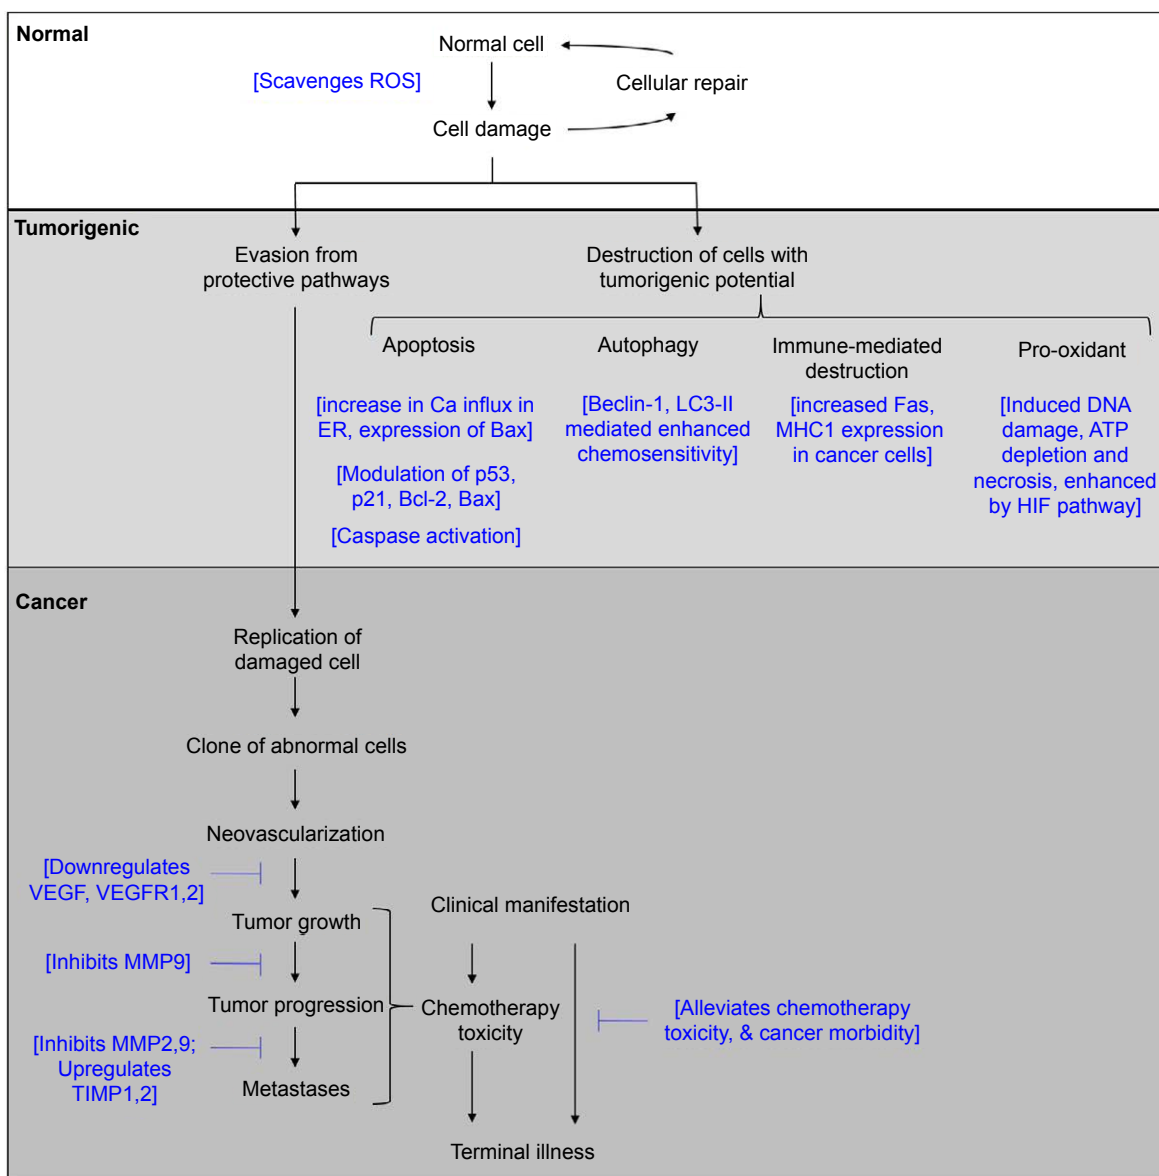 Normal
Normal cell
[Scavenges ROS]
Cellular repair
Cell damage
Tumorigenic
Evasion from
protective pathways
Destruction of cells with
tumorigenic potential
Apoptosis
[increase in Ca influx in
ER, expression of Bax]
[Modulation of p53,
p21, Bcl-2, Bax]
[Caspase activation]
Autophagy
[Beclin-1, LC3-II
mediated enhanced
chemosensitivity]
Immune-mediated
destruction
[increased Fas,
MHC1 expression
in cancer cells]
Pro-oxidant
[Induced DNA
damage, ATP
depletion and
necrosis, enhanced
by HIF pathway]
Cancer
Replication of
damaged cell
Clone of abnormal cells
Neovascularization
[Downregulates
VEGF, VEGFR1,2]
Tumor growth
[Inhibits MMP9]
Tumor progression
[Inhibits MMP2,9;
Upregulates
TIMP1,2]
Metastases
Clinical manifestation
Chemotherapy
toxicity
[Alleviates chemotherapy
toxicity, & cancer morbidity]
Terminal illness